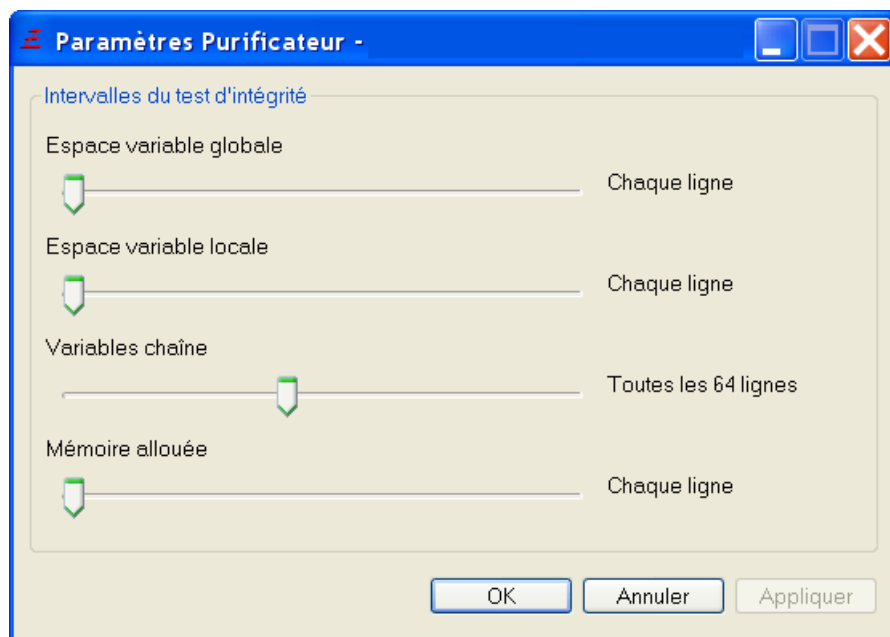 Paramètres Purificateur -
Intervalles du test d'intégrité
Espace variable globale
Chaque ligne
Espace variable locale
Chaque ligne
Variables chaîne
Toutes les 64 lignes
Mémoire allouée
Chaque ligne
OK
Annuler
Appliquer